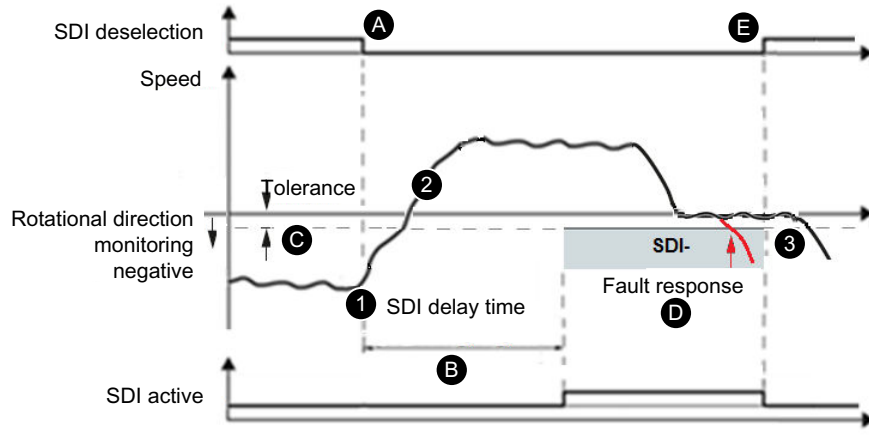 SDI deselection
A
E
Speed
Tolerance
2
Rotational direction
monitoring
negative
C
SDI-
3
1
SDI delay time
Fault response
D
B
SDI active